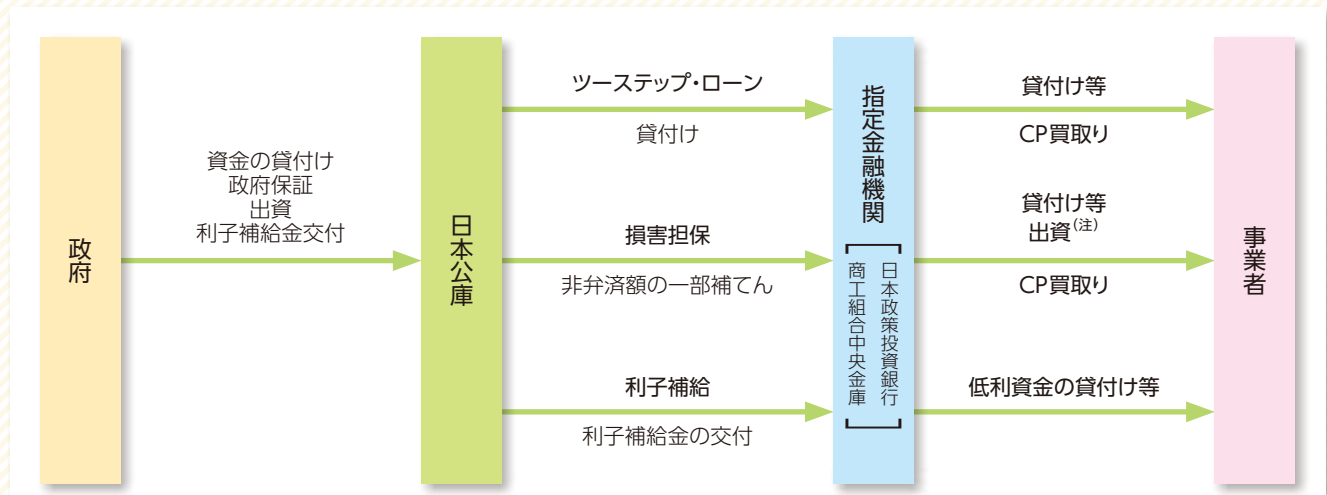 政府
資金の貸付け
政府保証
出資
利子補給金交付
日本公庫
ツーステップ・ローン
貸付け
損害担保
非弁済額の一部補てん
利子補給
利子補給金の交付
指定金融機関
日本政策投資銀行
商工組合中央金庫
貸付け等
CP買取り
貸付け等
出資(注)
CP買取り
低利資金の貸付け等
事業者